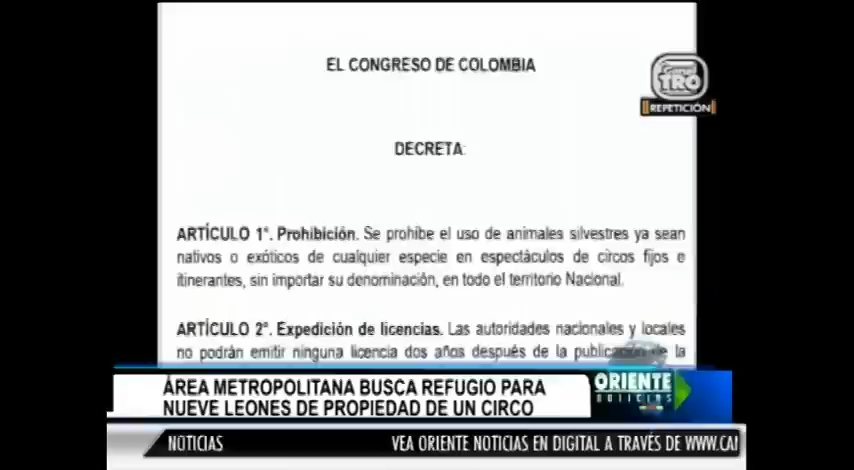 EL CONGRESO DE COLOMBIA
Canal
TRO
REPETICIÓN
DECRETA:
ARTÍCULO 1°. Prohibición. Se prohíbe el uso de animales silvestres ya sean
nativos o exóticos de cualquier especie en espectáculos de circos fijos e
itinerantes, sin importar su denominación, en todo el territorio Nacional.
ARTÍCULO 2°. Expedición de licencias. Las autoridades nacionales y locales
no podrán emitir ninguna licencia dos años después de la publicación de la
ÁREA METROPOLITANA BUSCA REFUGIO PARA
NUEVE LEONES DE PROPIEDAD DE UN CIRCO
ORIENTE
NOTICIAS
NOTICIAS
VEA ORIENTE NOTICIAS EN DIGITAL A TRAVÉS DE WWW.CA